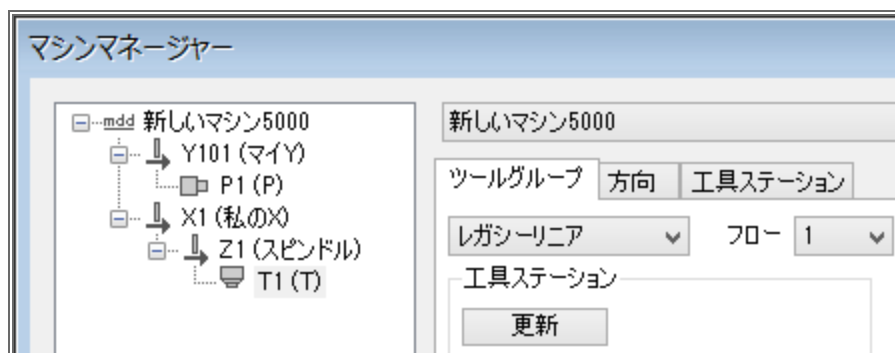 マシンマネージャー
mdd 新しいマシン5000
Y101 (マイY)
P1 (P)
X1 (私のX)
Z1 (スピンドル)
T1 (T)
新しいマシン5000
ツールグループ 方向 工具ステーション
レガシーリニア フロー 1
工具ステーション
更新